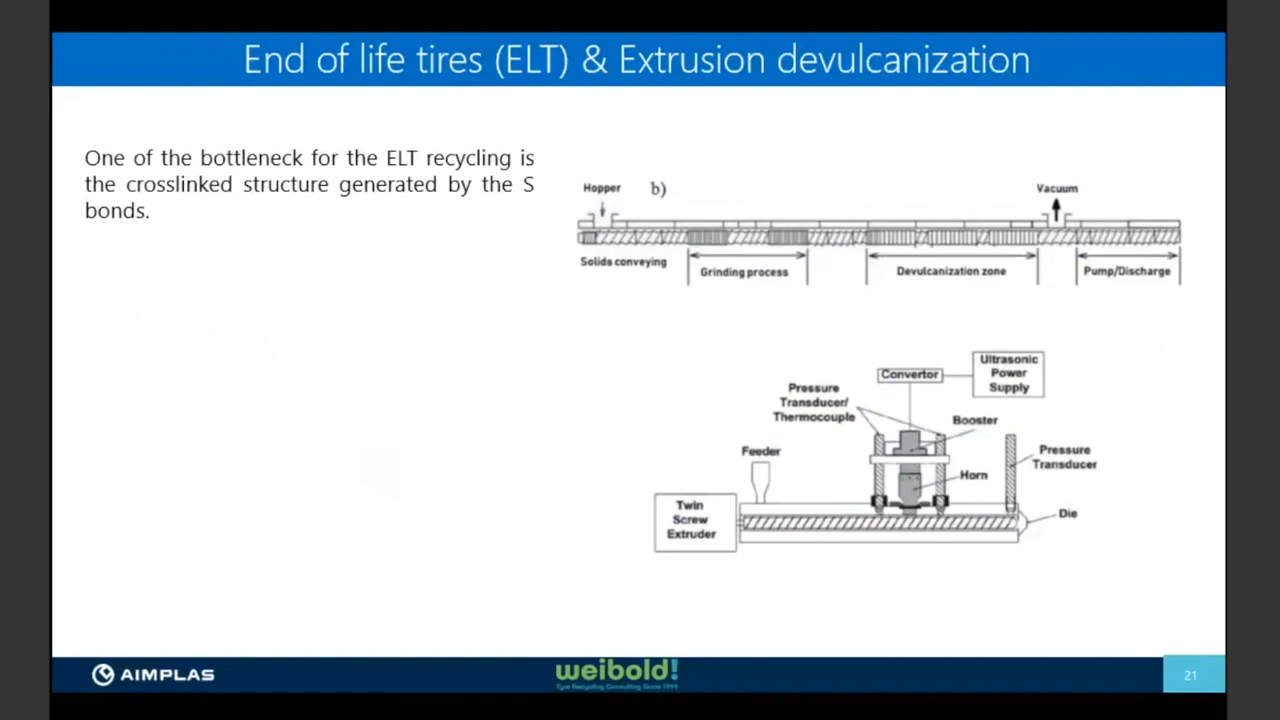 End of life tires (ELT) & Extrusion devulcanization
One of the bottleneck for the ELT recycling is
the crosslinked structure generated by the S
bonds.
Hopper
b)
Vacuum
Solids conveying
Grinding process
Devulcanization zone
Pump/Discharge
Ultrasonic
Power
Supply
Convertor
Pressure
Transducer/
Thermocouple
Booster
Feeder
Horn
Pressure
Transducer
Twin
Screw
Extruder
Die
AIMPLAS
weibold!
Tyre Recycling Consulting Since 1999
21